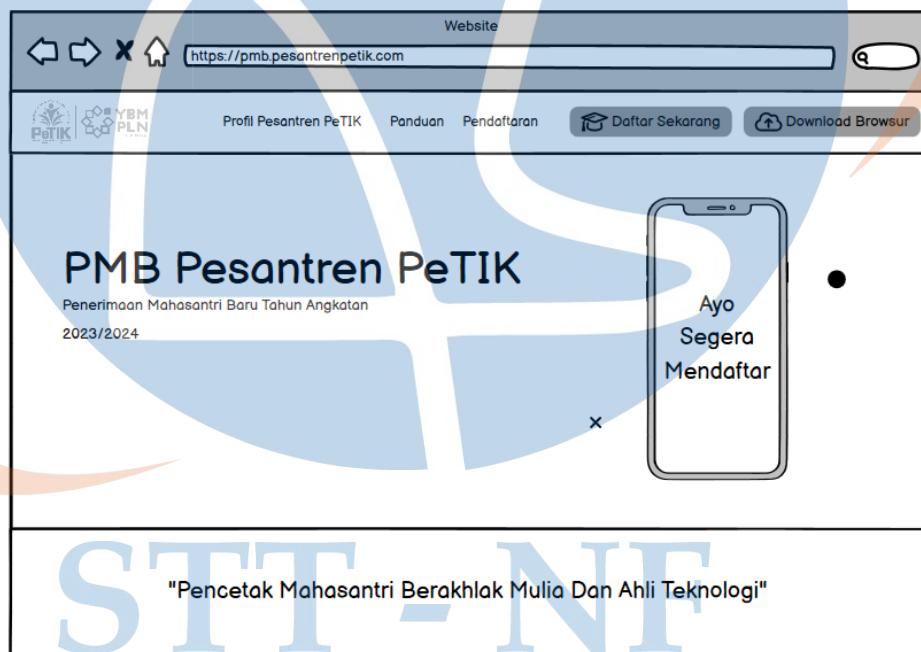 Website
https://pmb.pesantrenpetik.com
PeTIK YBM PLN Profil Pesantren PeTIK Panduan Pendaftaran Daftar Sekarang Download Browsur
PMB Pesantren PeTIK
Penerimaan Mahasantri Baru Tahun Angkatan
2023/2024
Ayo
Segera
Mendaftar
"Pencetak Mahasantri Berakhlak Mulia Dan Ahli Teknologi"
STT - NF